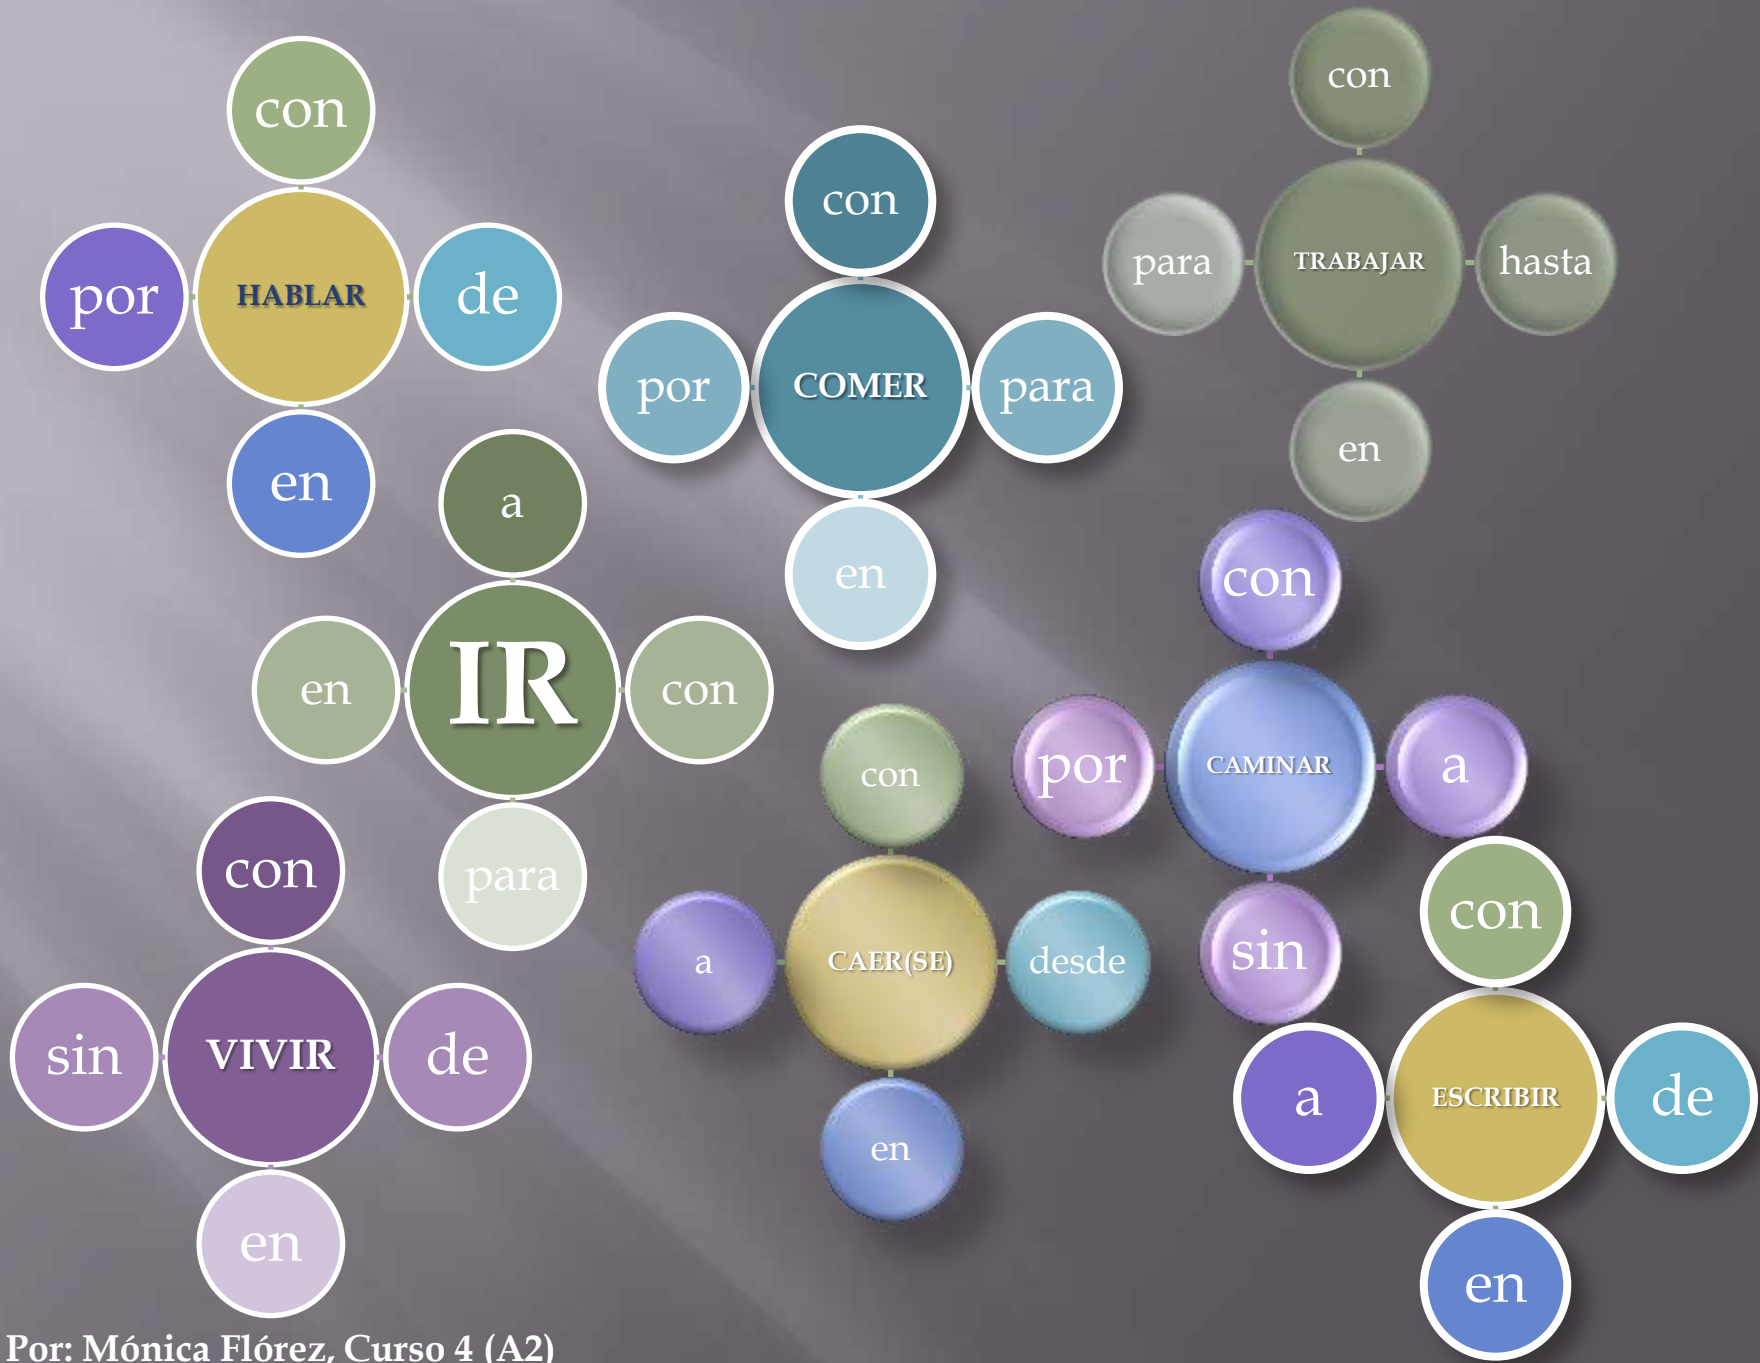 con
por
HABLAR
de
en
con
por
COMER
para
en
con
para
TRABAJAR
hasta
en
a
en
IR
con
para
con
por
CAMINAR
a
sin
con
a
CAER(SE)
desde
en
con
sin
VIVIR
de
en
con
a
ESCRIBIR
de
en
Por: Mónica Flórez, Curso 4 (A2)